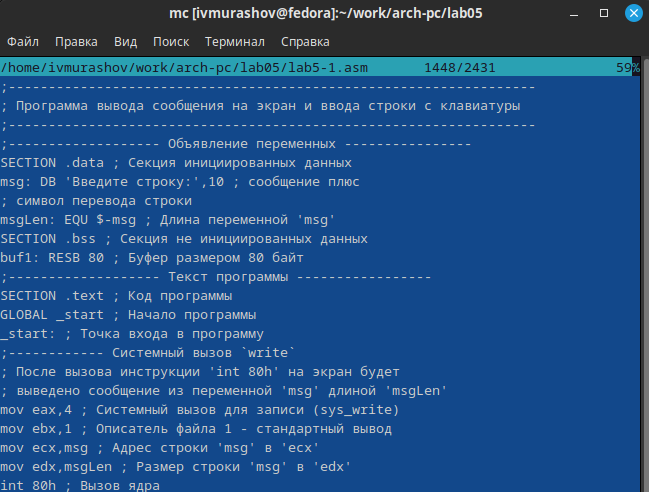 mc [ivmurashov@fedora]:~/work/arch-pc/lab05
Файл Правка Вид Поиск Терминал Справка
/home/ivmurashov/work/arch-pc/lab05/lab5-1.asm 1448/2431 59%
;------------------------------------------------------------------
; Программа вывода сообщения на экран и ввода строки с клавиатуры
;------------------------------------------------------------------
;------------------- Объявление переменных ----------------
SECTION .data ; Секция инициированных данных
msg: DB 'Введите строку:',10 ; сообщение плюс
; символ перевода строки
msgLen: EQU $-msg ; Длина переменной 'msg'
SECTION .bss ; Секция не инициированных данных
buf1: RESB 80 ; Буфер размером 80 байт
;------------------- Текст программы -----------------
SECTION .text ; Код программы
GLOBAL _start ; Начало программы
_start: ; Точка входа в программу
;------------ Системный вызов `write`
; После вызова инструкции 'int 80h' на экран будет
; выведено сообщение из переменной 'msg' длиной 'msgLen'
mov eax,4 ; Системный вызов для записи (sys_write)
mov ebx,1 ; Описатель файла 1 - стандартный вывод
mov ecx,msg ; Адрес строки 'msg' в 'ecx'
mov edx,msgLen ; Размер строки 'msg' в 'edx'
int 80h ; Вызов ядра